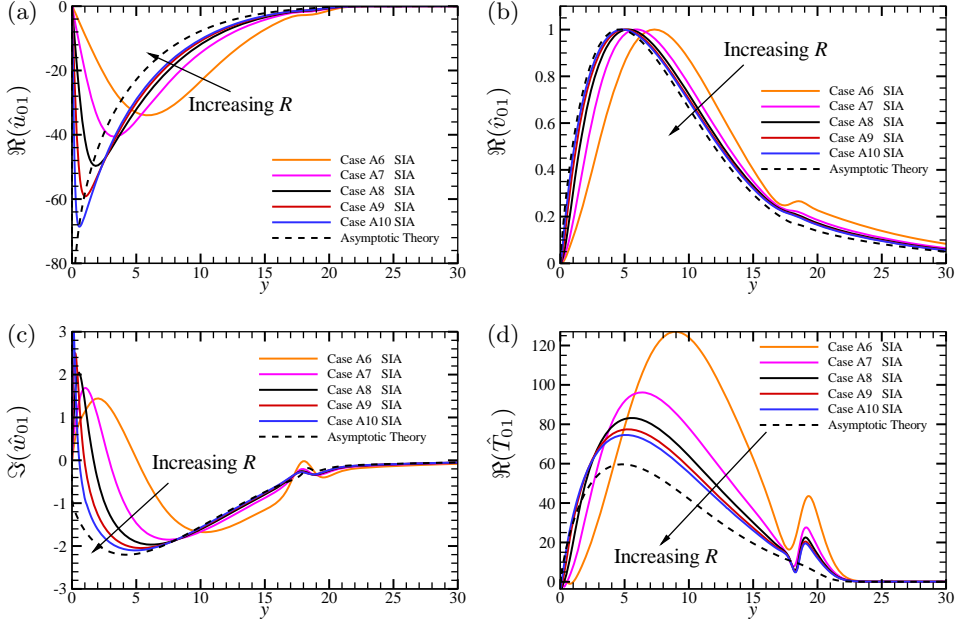 (a)
0
-20
-40
-60
-80
ℜ(û01)
Increasing R
Case A6 SIA
Case A7 SIA
Case A8 SIA
Case A9 SIA
Case A10 SIA
Asymptotic Theory
0 5 10 15 20 25 30
y
(b)
1
0.8
0.6
0.4
0.2
0
ℜ(v̂01)
Increasing R
Case A6 SIA
Case A7 SIA
Case A8 SIA
Case A9 SIA
Case A10 SIA
Asymptotic Theory
0 5 10 15 20 25 30
y
(c)
3
2
1
0
-1
-2
-3
ℑ(ŵ01)
Case A6 SIA
Case A7 SIA
Case A8 SIA
Case A9 SIA
Case A10 SIA
Asymptotic Theory
Increasing R
0 5 10 15 20 25 30
y
(d)
120
100
80
60
40
20
0
ℜ(T̂01)
Case A6 SIA
Case A7 SIA
Case A8 SIA
Case A9 SIA
Case A10 SIA
Asymptotic Theory
Increasing R
0 5 10 15 20 25 30
y